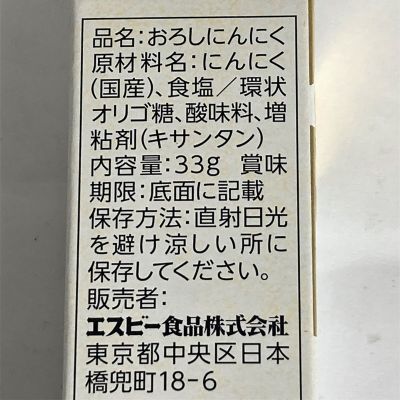 品名:おろしにんにく
原材料名:にんにく
(国産)、食塩/環状
オリゴ糖、酸味料、増
粘剤(キサンタン)
内容量:33g 賞味
期限:底面に記載
保存方法:直射日光
を避け涼しい所に
保存してください。
販売者:
エスビー食品株式会社
東京都中央区日本
橋兜町18-6